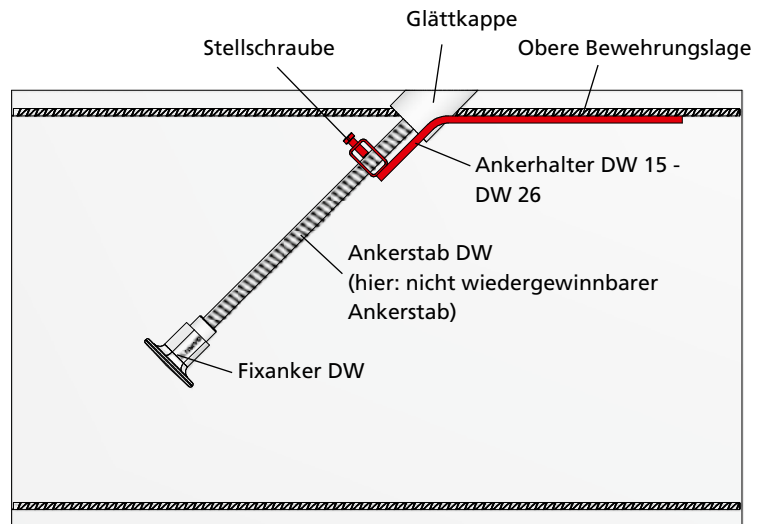 Glättkappe
Stellschraube
Obere Bewehrungslage
Ankerhalter DW 15 -
DW 26
Ankerstab DW
(hier: nicht wiedergewinnbarer
Ankerstab)
Fixanker DW